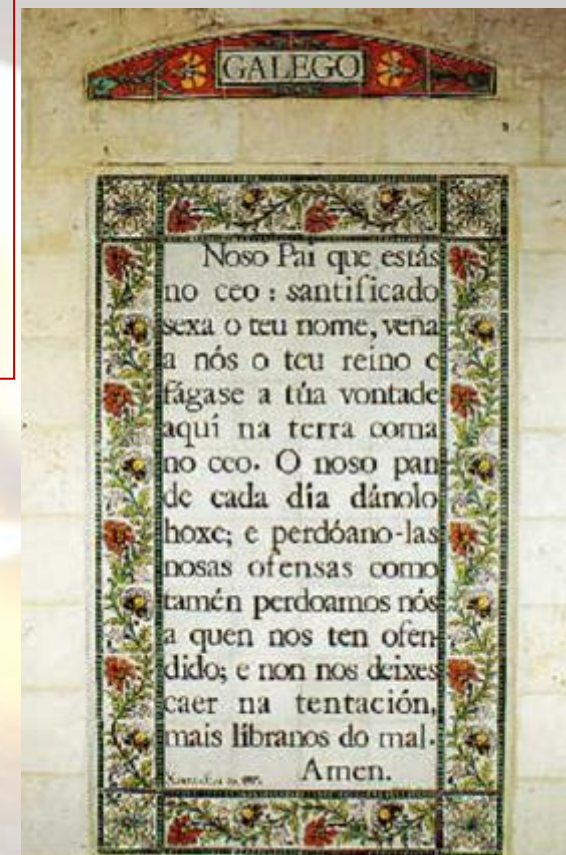 GALEGO
Noso Pai que estás
no ceo : santificado
sexa o teu nome, veña
a nós o teu reino e
fágase a túa vontade
aquí na terra coma
no ceo. O noso pan
de cada día dánolo
hoxe; e perdóano-las
nosas ofensas como
tamén perdoamos nós
a quen nos ten ofen
dido; e non nos deixes
caer na tentación,
mais líbranos do mal.
Amen.